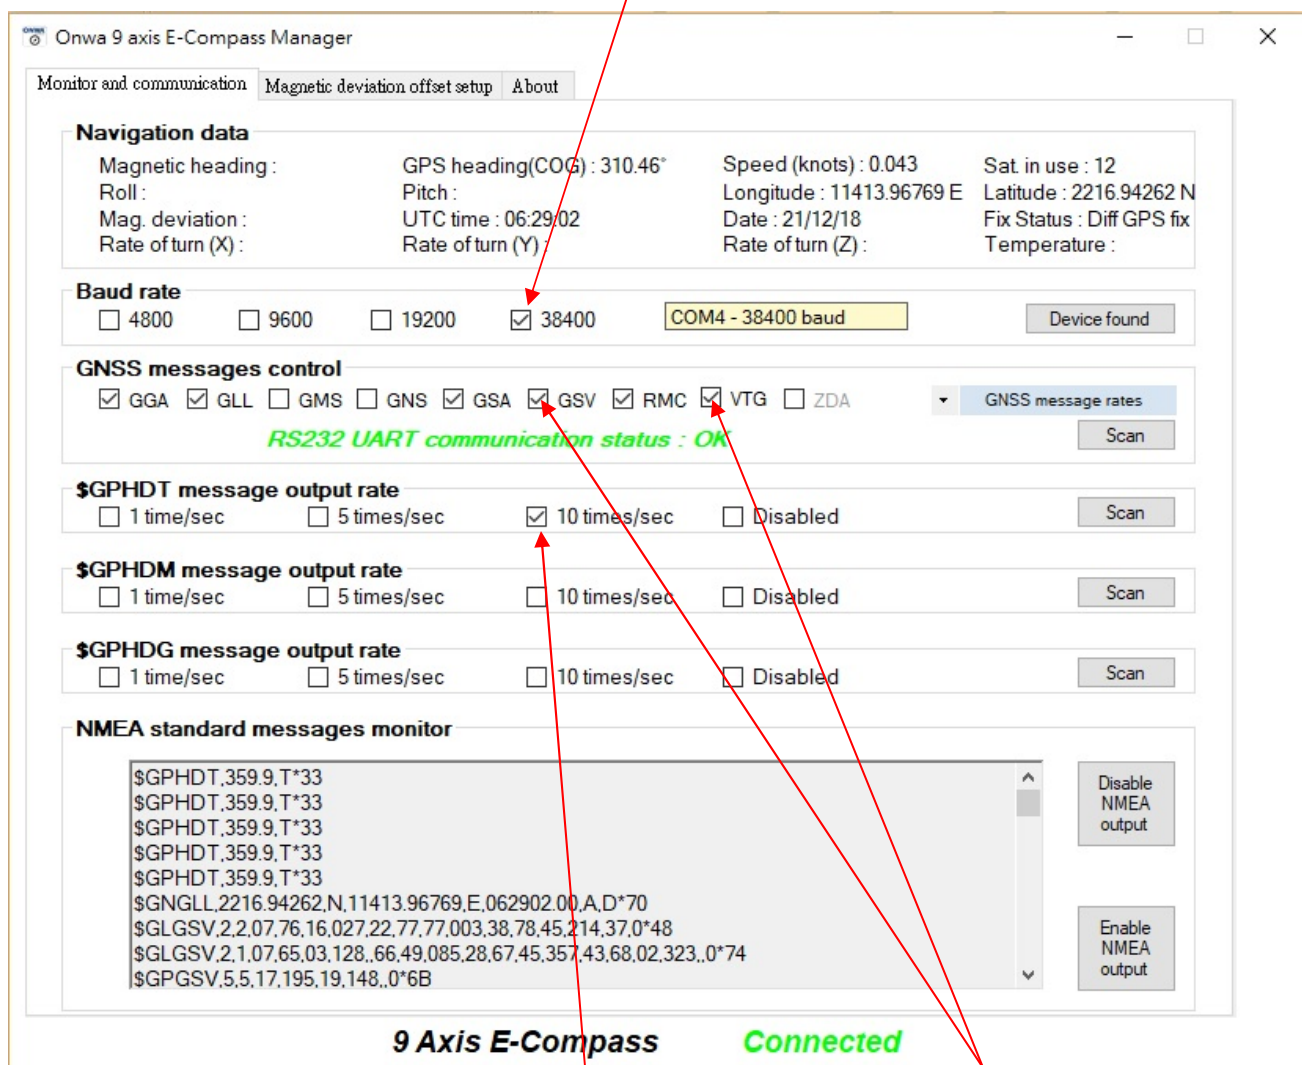 Onwa 9 axis E-Compass Manager
Monitor and communication Magnetic deviation offset setup About
Navigation data
Magnetic heading : GPS heading(COG) : 310.46° Speed (knots) : 0.043 Sat. in use : 12
Roll : Pitch : Longitude : 11413.96769 E Latitude : 2216.94262 N
Mag. deviation : UTC time : 06:29:02 Date : 21/12/18 Fix Status : Diff GPS fix
Rate of turn (X) : Rate of turn (Y) : Rate of turn (Z) : Temperature :
Baud rate
4800 9600 19200 38400 COM4 - 38400 baud Device found
GNSS messages control
GGA GLL GMS GNS GSA GSV RMC VTG ZDA GNSS message rates
RS232 UART communication status : OK Scan
$GPHDT message output rate
1 time/sec 5 times/sec 10 times/sec Disabled Scan
$GPHDM message output rate
1 time/sec 5 times/sec 10 times/sec Disabled Scan
$GPHDG message output rate
1 time/sec 5 times/sec 10 times/sec Disabled Scan
NMEA standard messages monitor
$GPHDT,359.9,T*33
$GPHDT,359.9,T*33
$GPHDT,359.9,T*33
$GPHDT,359.9,T*33
$GPHDT,359.9,T*33
$GNGLL,2216.94262,N,11413.96769,E,062902.00,A,D*70
$GLGSV,2,2,07,76,16,027,22,77,77,003,38,78,45,214,37,0*48
$GLGSV,2,1,07,65,03,128,,66,49,085,28,67,45,357,43,68,02,323,,0*74
$GPGSV,5,5,17,195,19,148,,0*6B
Disable
NMEA
output
Enable
NMEA
output
9 Axis E-Compass Connected